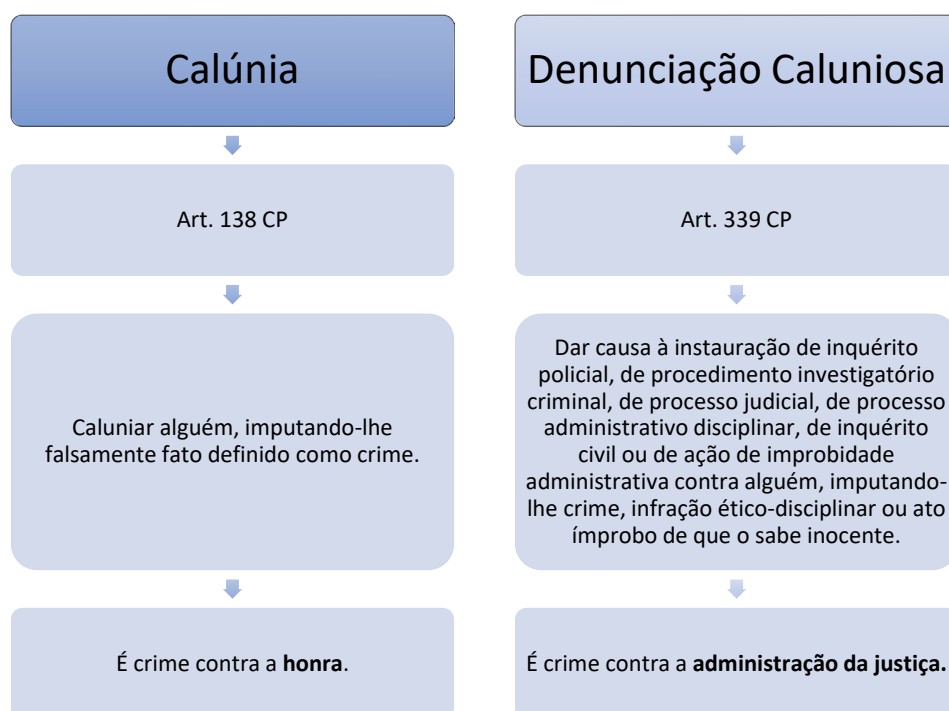 Calúnia
Art. 138 CP
Caluniar alguém, imputando-lhe
falsamente fato definido como crime.
É crime contra a honra.
Denunciação Caluniosa
Art. 339 CP
Dar causa à instauração de inquérito
policial, de procedimento investigatório
criminal, de processo judicial, de processo
administrativo disciplinar, de inquérito
civil ou de ação de improbidade
administrativa contra alguém, imputando-
lhe crime, infração ético-disciplinar ou ato
ímprobo de que o sabe inocente.
É crime contra a administração da justiça.